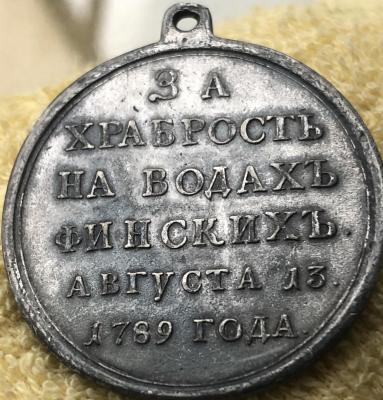 ЗА
ХРАБРОСТЬ
НА ВОДАХЪ
ФИНСКИХЪ.
АВГУСТА 13.
1789 ГОДА.